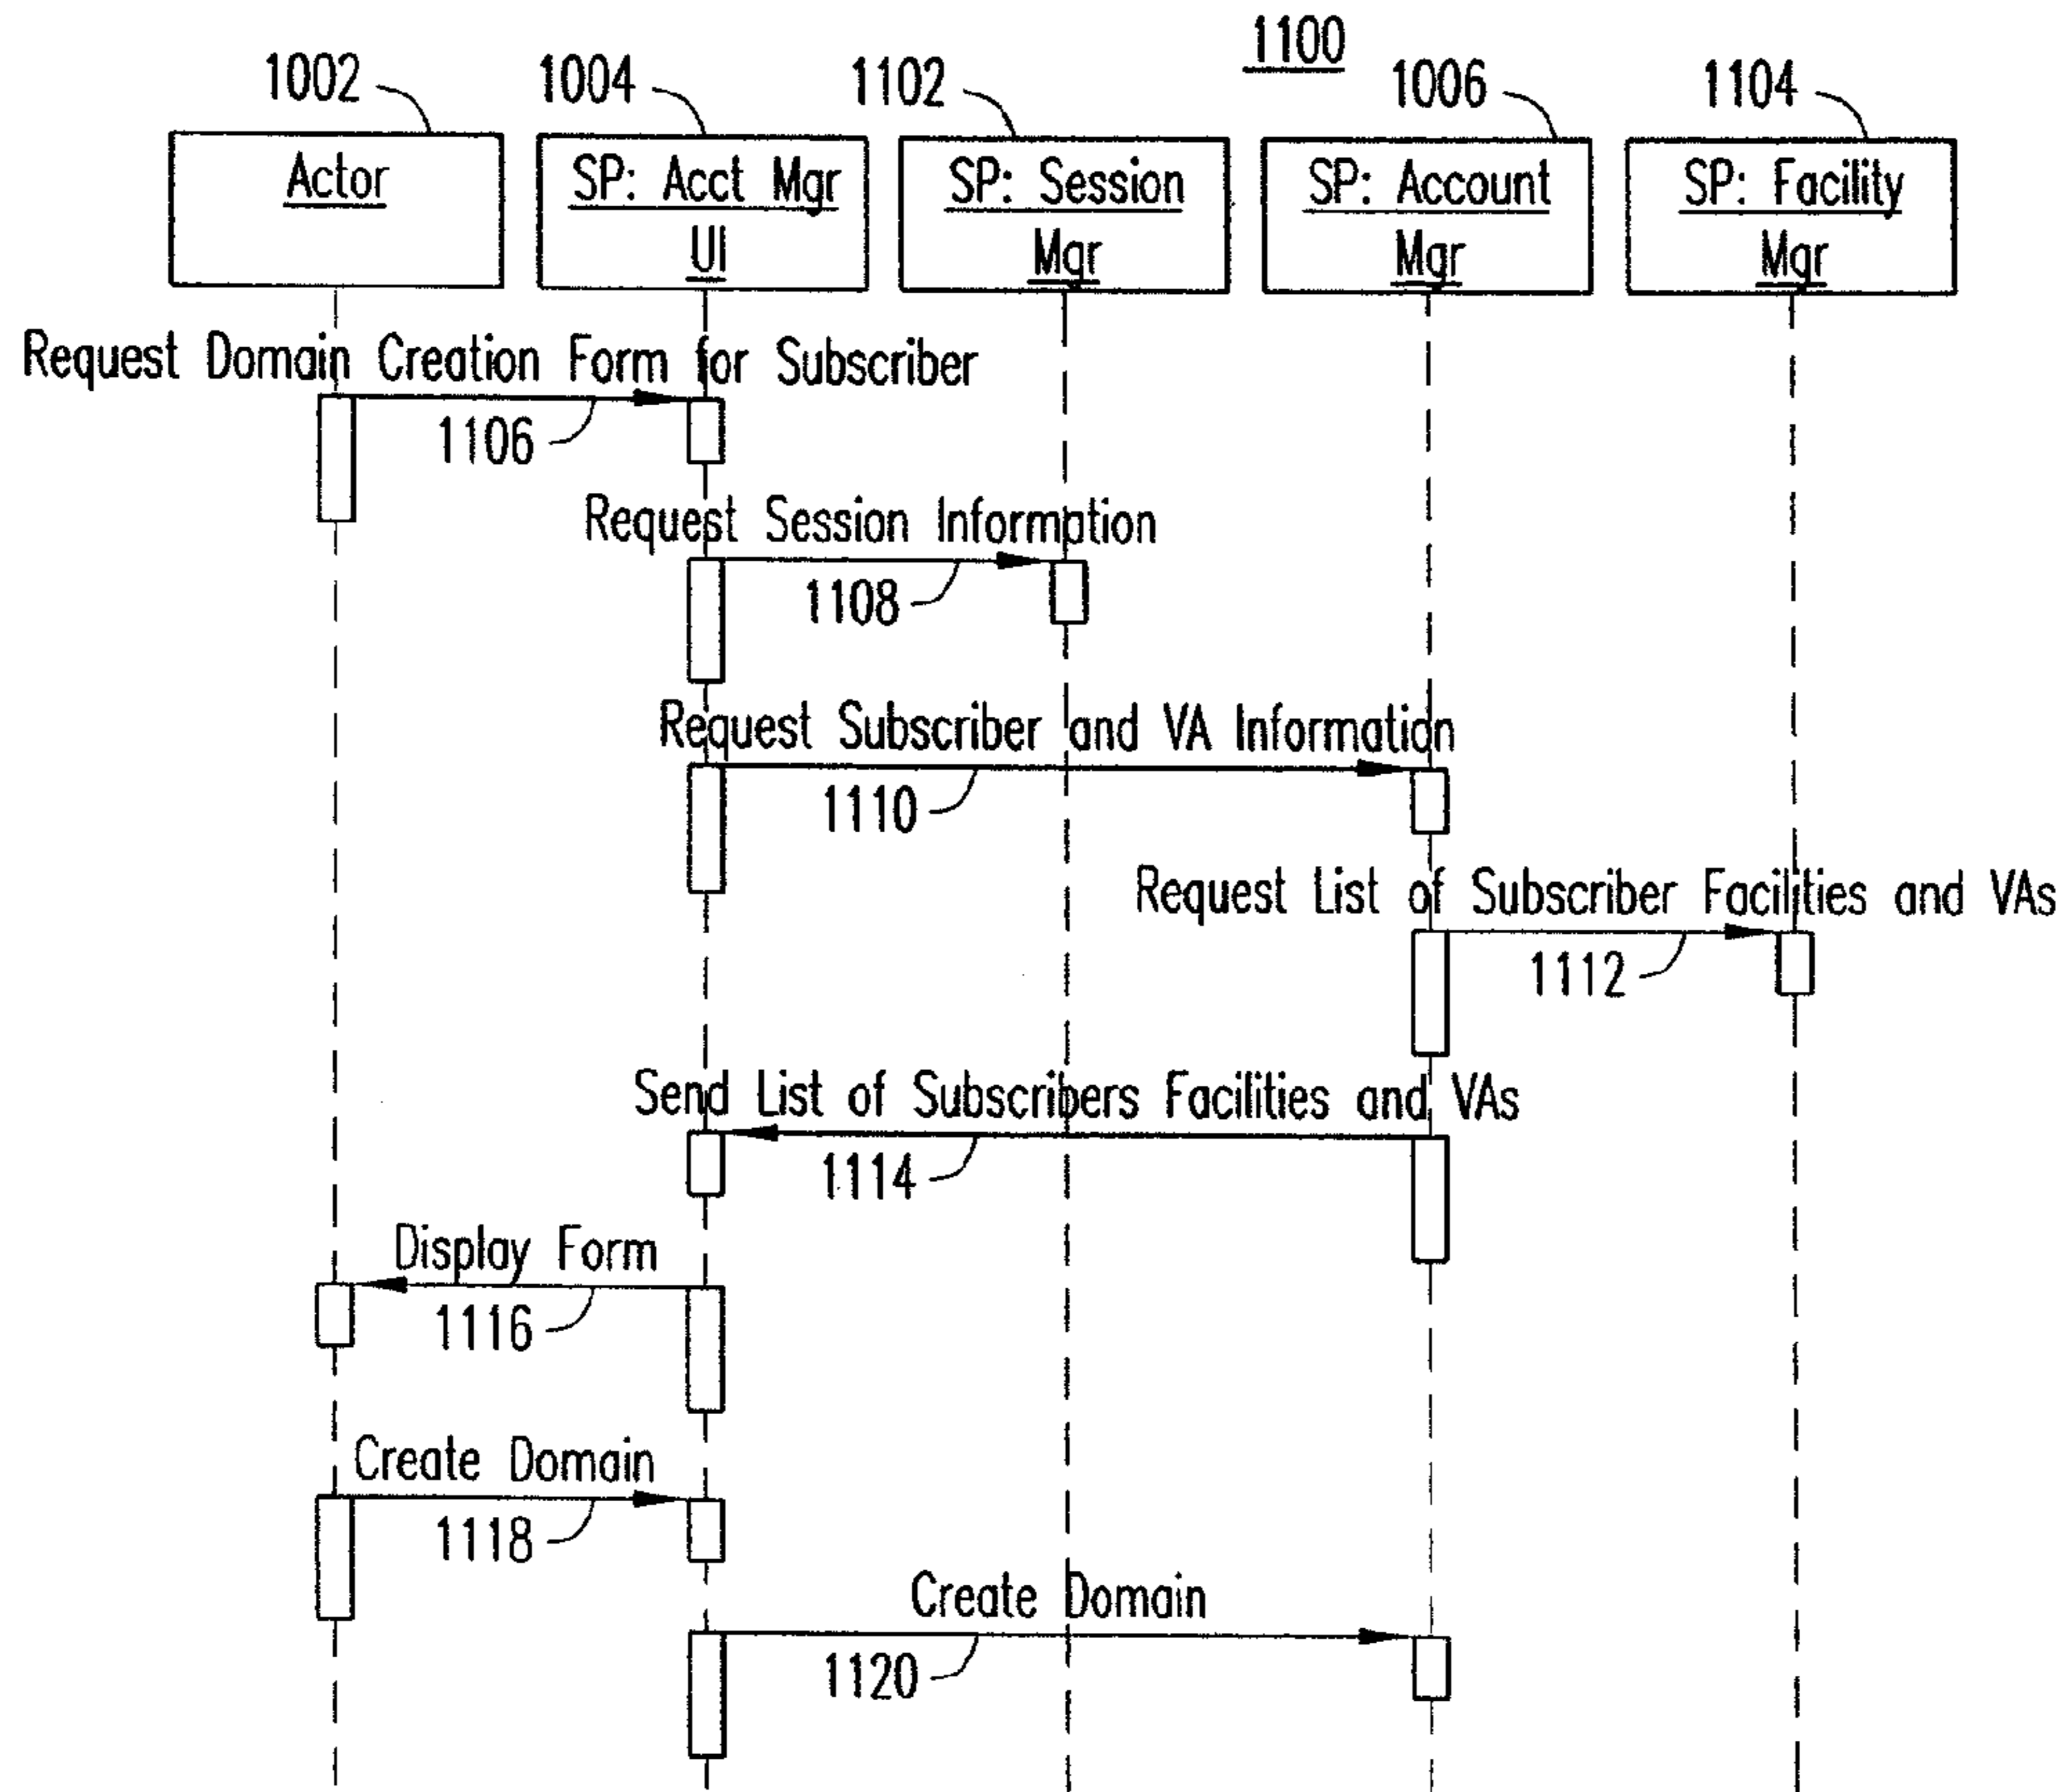 1100
1002
1004
1102
1006
1104
Actor
SP: Acct Mgr
UI
SP: Session
Mgr
SP: Account
Mgr
SP: Facility
Mgr
Request Domain Creation Form for Subscriber
1106
Request Session Information
1108
Request Subscriber and VA Information
1110
Request List of Subscriber Facilities and VAs
1112
Send List of Subscribers Facilities and VAs
1114
Display Form
1116
Create Domain
1118
Create Domain
1120